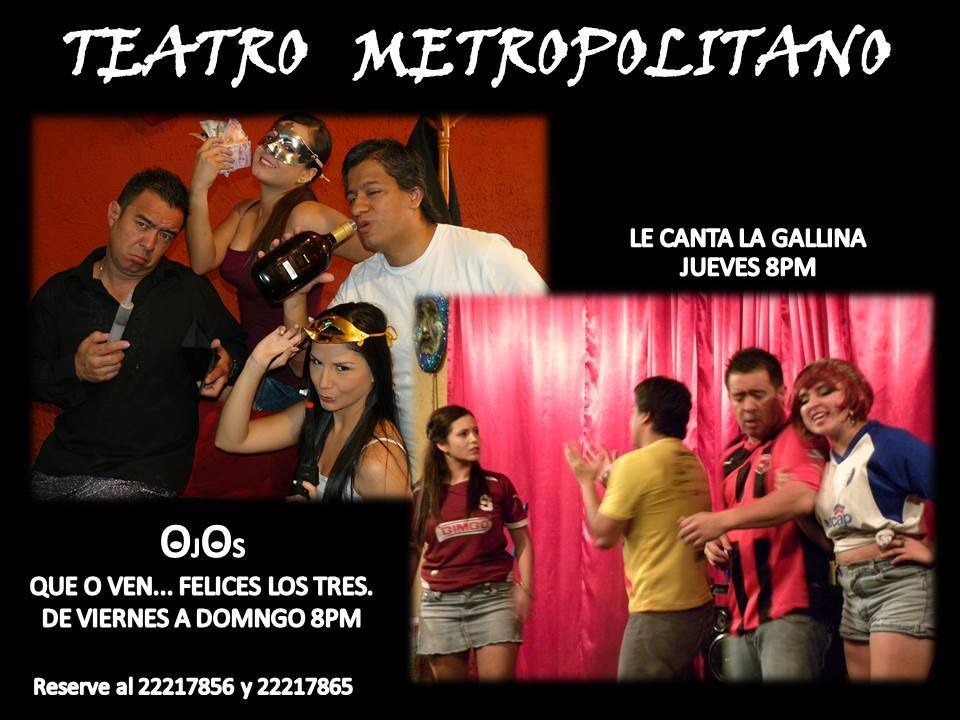 TEATRO METROPOLITANO
LE CANTA LA GALLINA
JUEVES 8PM
BIMBO
OJOS
QUE O VEN... FELICES LOS TRES.
DE VIERNES A DOMNGO 8PM
Reserve al 22217856 y 22217865